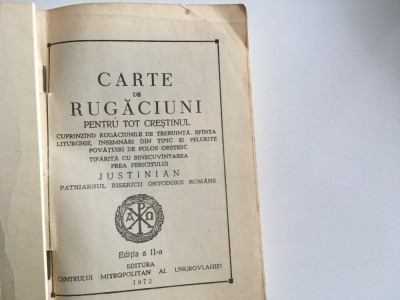 CARTE
DE
RUGĂCIUNI
PENTRU TOT CREȘTINUL
CUPRINZÎND RUGĂCIUNILE DE TREBUINȚĂ, SFÎNTA
LITURGHIE, ÎNSEMNĂRI DIN TIPIC ȘI FELURITE
POVĂȚUIRI DE FOLOS OBȘTESC
TIPĂRITĂ CU BINECUVÎNTAREA
PREA FERICITULUI
JUSTINIAN
PATRIARHUL BISERICII ORTODOXE ROMÂNE
Α Ω
Ediția a II-a
EDITURA
CENTRULUI MITROPOLITAN AL UNGROVLAHIEI
1972